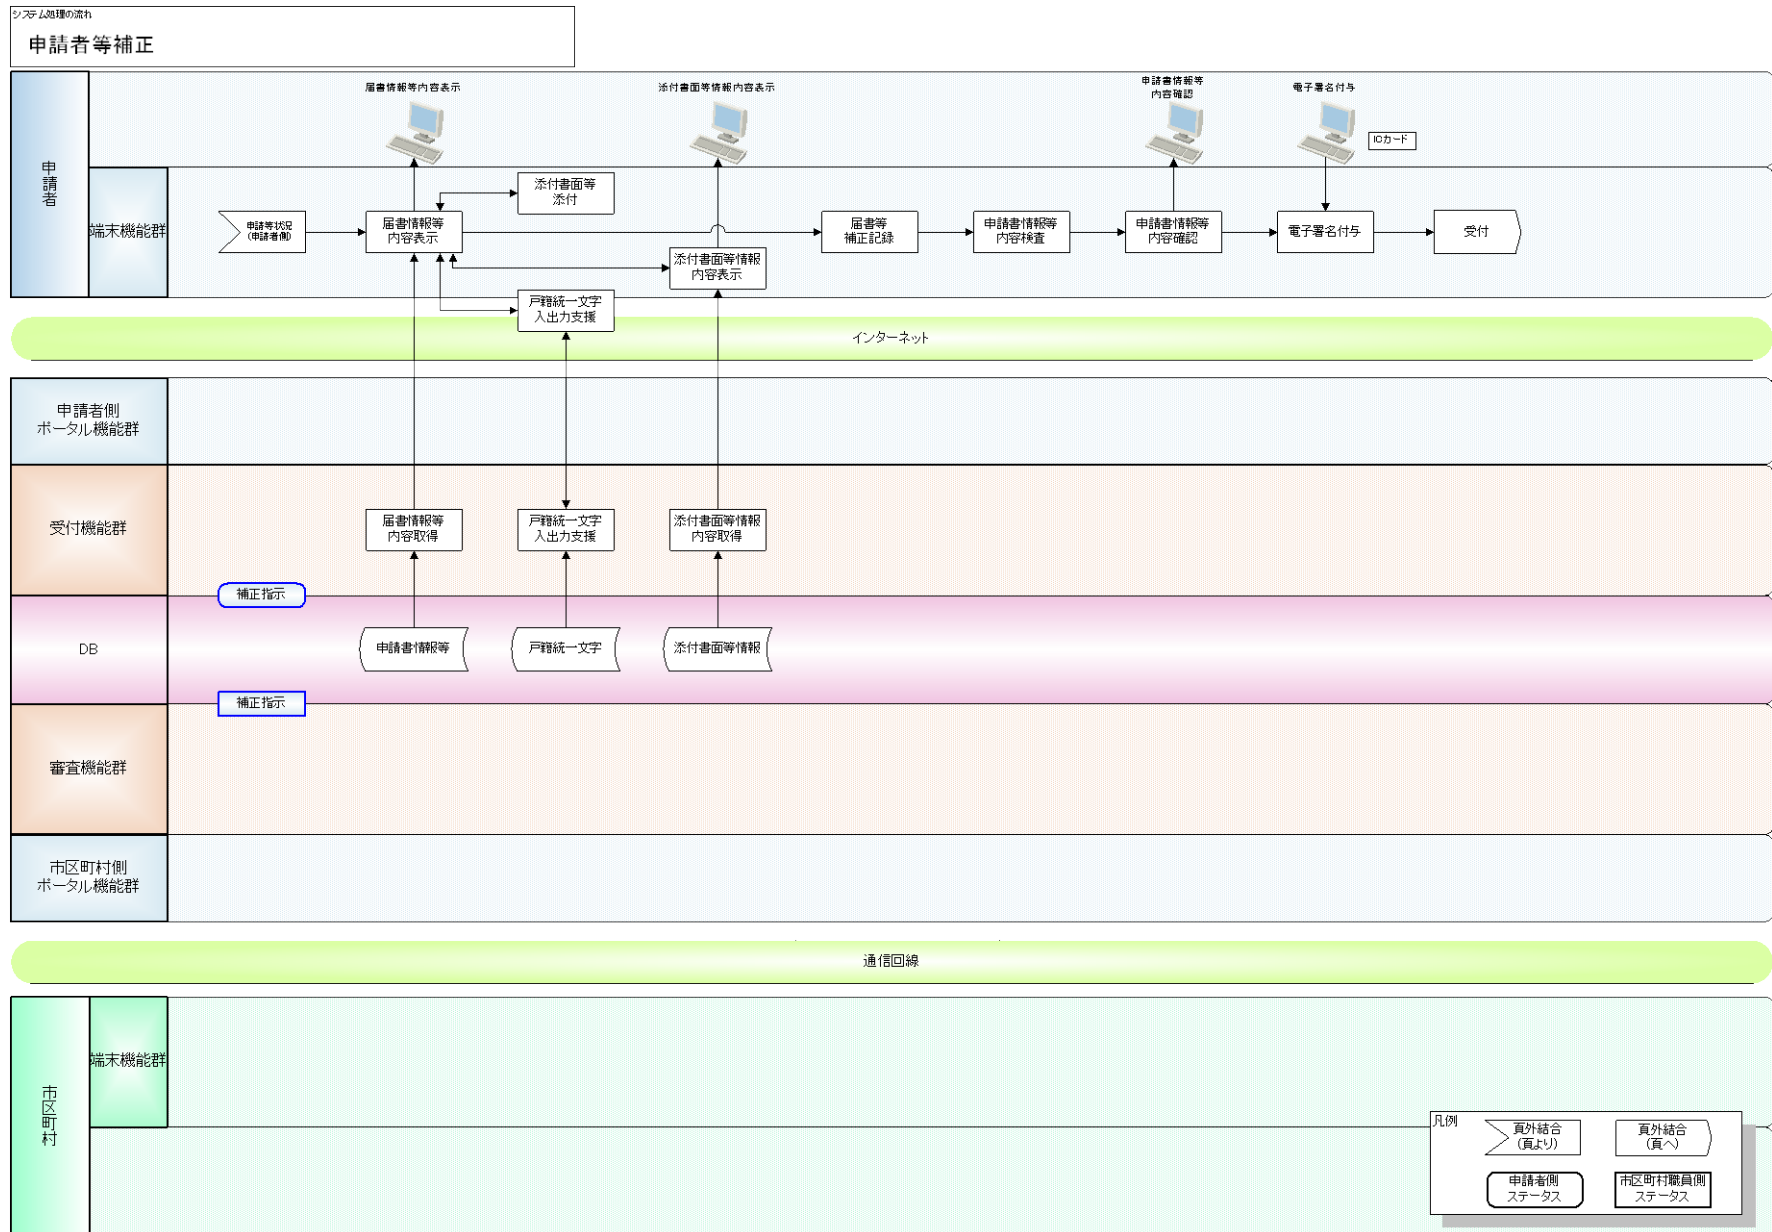 システム処理の流れ
申請者等補正
届書情報等内容表示
添付書面等情報内容表示
申請書情報等
内容確認
電子署名付与
ICカード
申請者
端末機能群
申請等状況
(申請者側)
届書情報等
内容表示
添付書面等
添付
添付書面等情報
内容表示
戸籍統一文字
入出力支援
届書等
補正記録
申請書情報等
内容検査
申請書情報等
内容確認
電子署名付与
受付
インターネット
申請者側
ポータル機能群
受付機能群
届書情報等
内容取得
戸籍統一文字
入出力支援
添付書面等情報
内容取得
補正指示
DB
申請書情報等
戸籍統一文字
添付書面等情報
補正指示
審査機能群
市区町村側
ポータル機能群
通信回線
市区町村
端末機能群
凡例
頁外結合
(頁より)
頁外結合
(頁へ)
申請者側
ステータス
市区町村職員側
ステータス